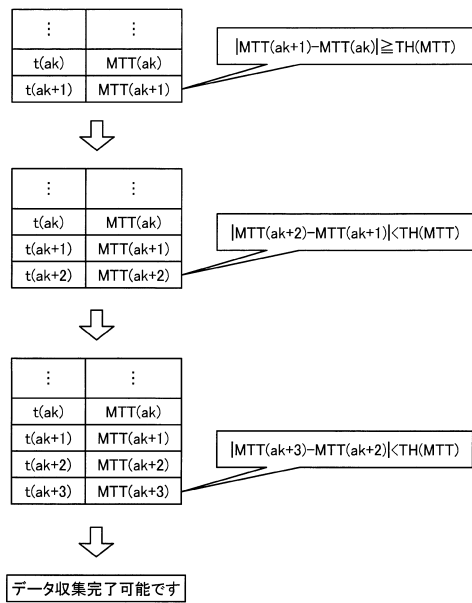 ⋮ ⋮
t(ak) MTT(ak)
t(ak+1) MTT(ak+1)
|MTT(ak+1)-MTT(ak)|≧TH(MTT)
⋮ ⋮
t(ak) MTT(ak)
t(ak+1) MTT(ak+1)
t(ak+2) MTT(ak+2)
|MTT(ak+2)-MTT(ak+1)|<TH(MTT)
⋮ ⋮
t(ak) MTT(ak)
t(ak+1) MTT(ak+1)
t(ak+2) MTT(ak+2)
t(ak+3) MTT(ak+3)
|MTT(ak+3)-MTT(ak+2)|<TH(MTT)
データ収集完了可能です